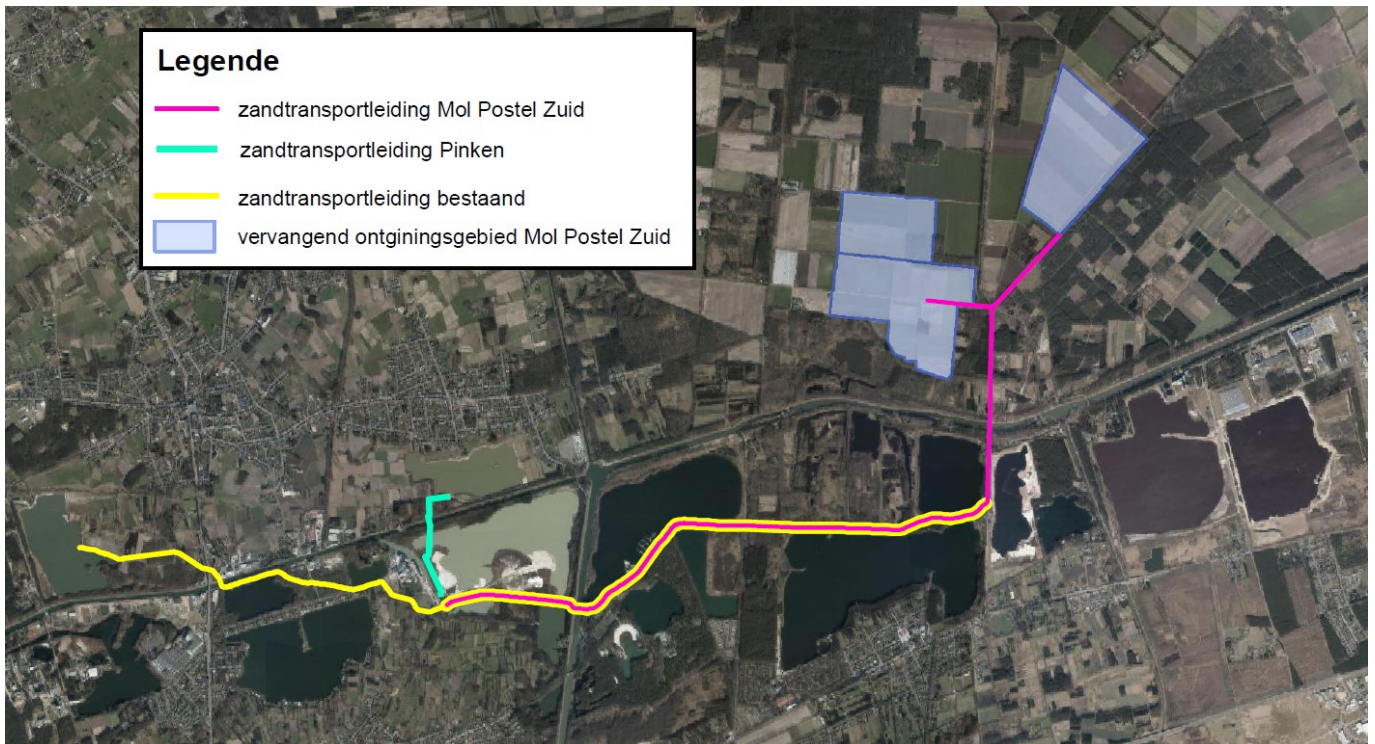 Legende
zandtransportleiding Mol Postel Zuid
zandtransportleiding Pinken
zandtransportleiding bestaand
vervangend ontginingsgebied Mol Postel Zuid